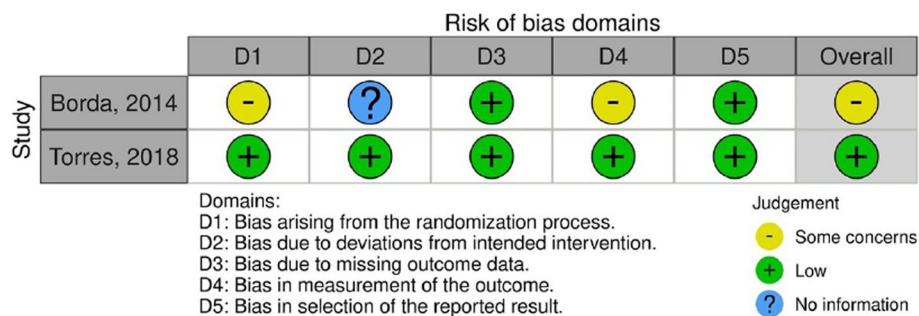 Risk of bias domains
D1 D2 D3 D4 D5 Overall
Study
Borda, 2014 - ? + - + -
Torres, 2018 + + + + + +
Domains:
D1: Bias arising from the randomization process.
D2: Bias due to deviations from intended intervention.
D3: Bias due to missing outcome data.
D4: Bias in measurement of the outcome.
D5: Bias in selection of the reported result.
Judgement
- Some concerns
+ Low
? No information